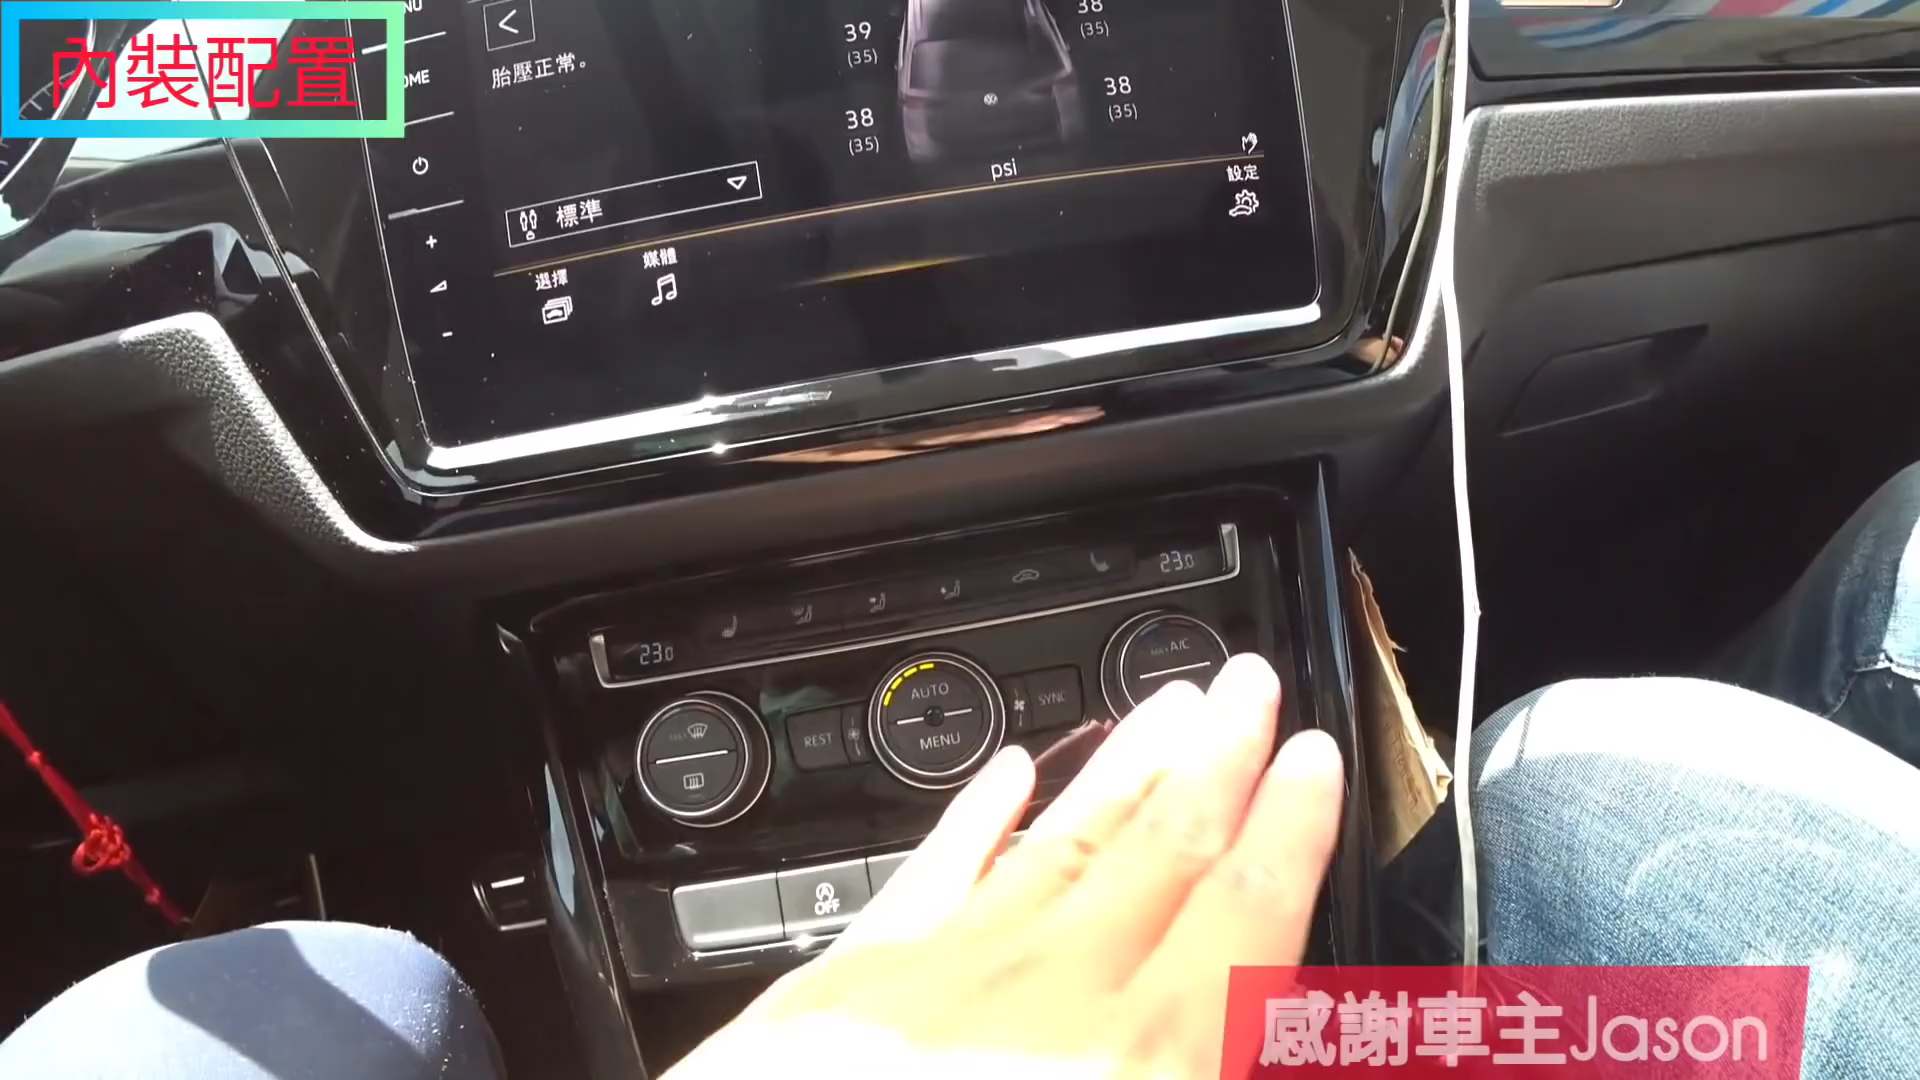 內裝配置
胎壓正常。
39
(35)
38
(35)
38
(35)
38
(35)
psi
標準
選擇
媒體
設定
+
-
23.0
23.0
AUTO
MENU
REST
SYNC
A/C
OFF
感謝車主Jason